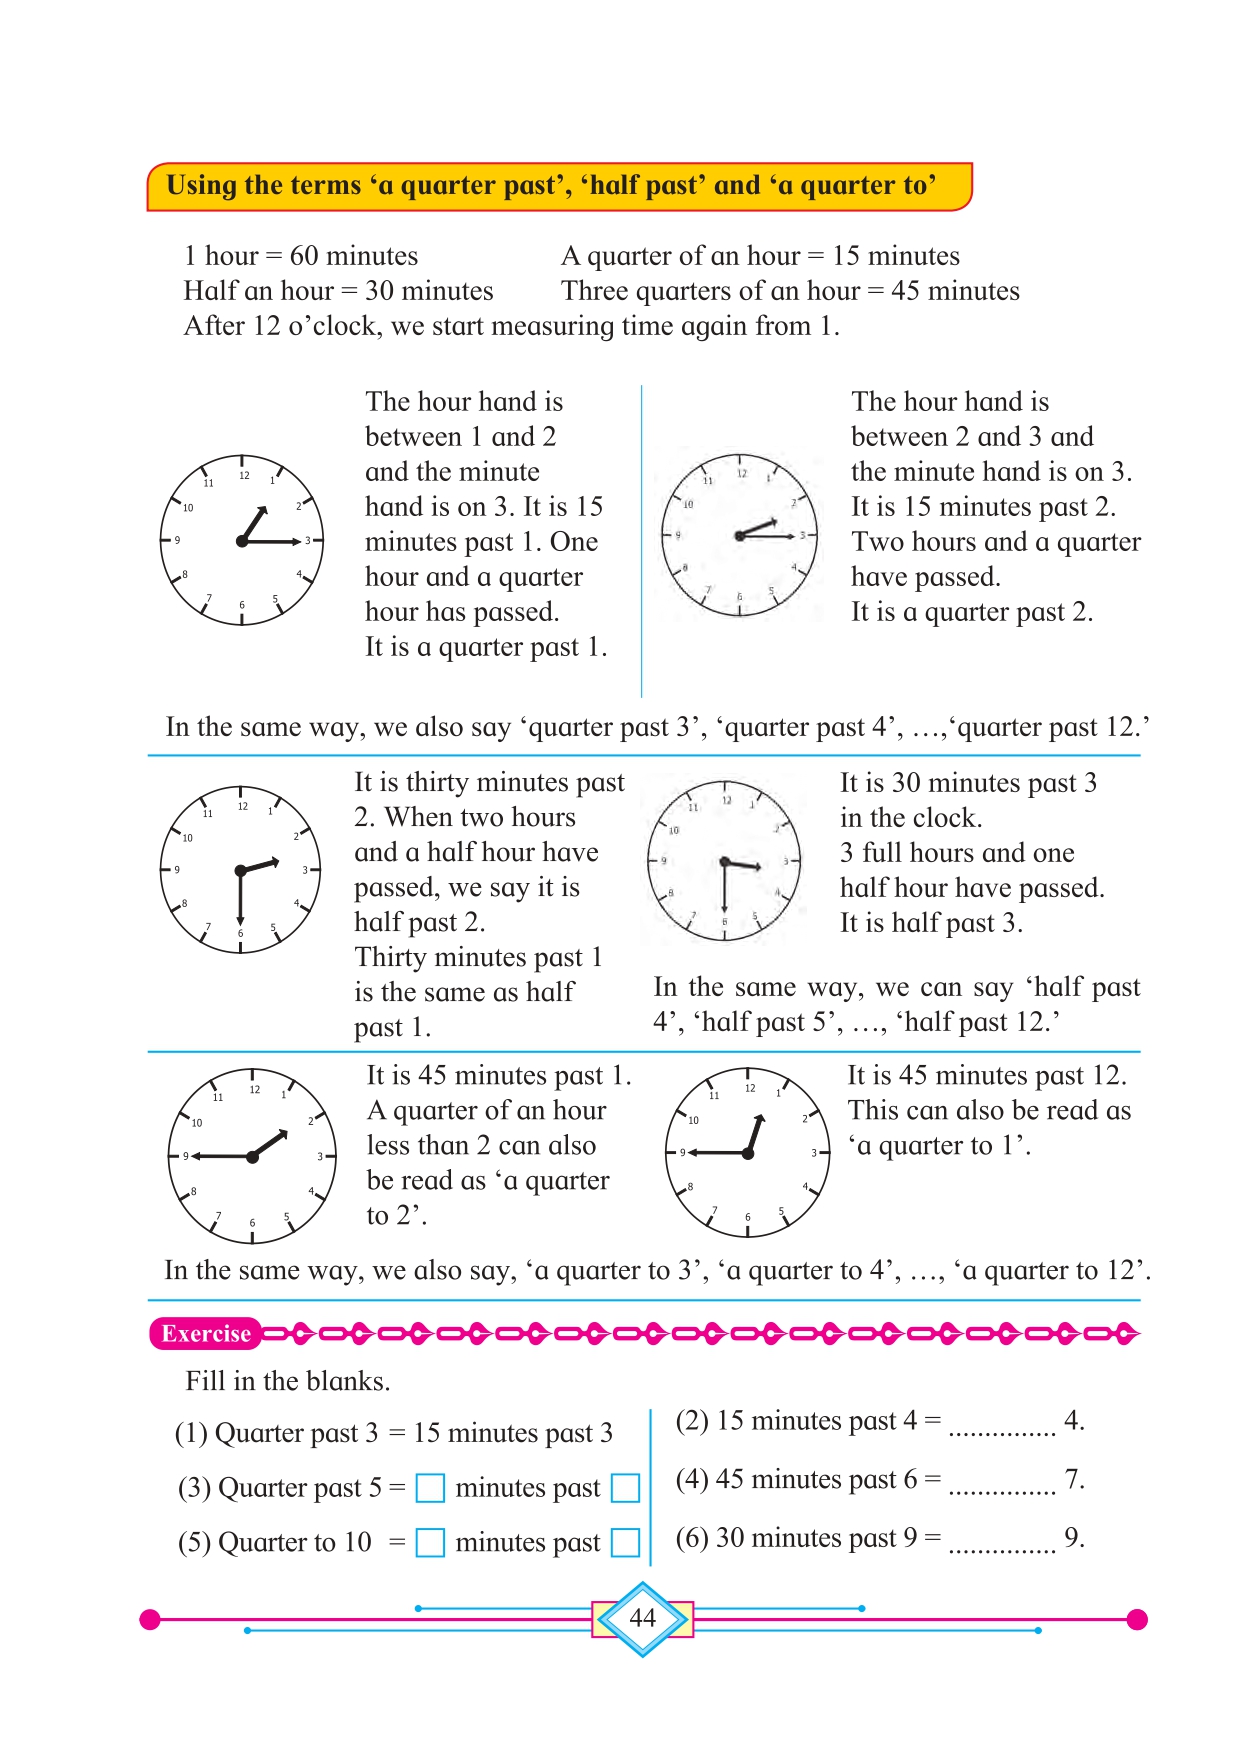 Using the terms ‘a quarter past’, ‘half past’ and ‘a quarter to’
1 hour = 60 minutes
A quarter of an hour = 15 minutes
Half an hour = 30 minutes
Three quarters of an hour = 45 minutes
After 12 o’clock, we start measuring time again from 1.
12
1
2
3
4
5
6
7
8
9
10
11
The hour hand is
between 1 and 2
and the minute
hand is on 3. It is 15
minutes past 1. One
hour and a quarter
hour has passed.
It is a quarter past 1.
12
1
2
3
4
5
6
7
8
9
10
11
The hour hand is
between 2 and 3 and
the minute hand is on 3.
It is 15 minutes past 2.
Two hours and a quarter
have passed.
It is a quarter past 2.
In the same way, we also say ‘quarter past 3’, ‘quarter past 4’, …,‘quarter past 12.’
12
1
2
3
4
5
6
7
8
9
10
11
It is thirty minutes past
2. When two hours
and a half hour have
passed, we say it is
half past 2.
Thirty minutes past 1
is the same as half
past 1.
12
1
2
3
4
5
6
7
8
9
10
11
It is 30 minutes past 3
in the clock.
3 full hours and one
half hour have passed.
It is half past 3.
In the same way, we can say ‘half past
4’, ‘half past 5’, …, ‘half past 12.’
12
1
2
3
4
5
6
7
8
9
10
11
It is 45 minutes past 1.
A quarter of an hour
less than 2 can also
be read as ‘a quarter
to 2’.
12
1
2
3
4
5
6
7
8
9
10
11
It is 45 minutes past 12.
This can also be read as
‘a quarter to 1’.
In the same way, we also say, ‘a quarter to 3’, ‘a quarter to 4’, …, ‘a quarter to 12’.
Exercise
Fill in the blanks.
(1) Quarter past 3 = 15 minutes past 3
(2) 15 minutes past 4 = ............... 4.
(3) Quarter past 5 = □ minutes past □
(4) 45 minutes past 6 = ............... 7.
(5) Quarter to 10 = □ minutes past □
(6) 30 minutes past 9 = ............... 9.
44